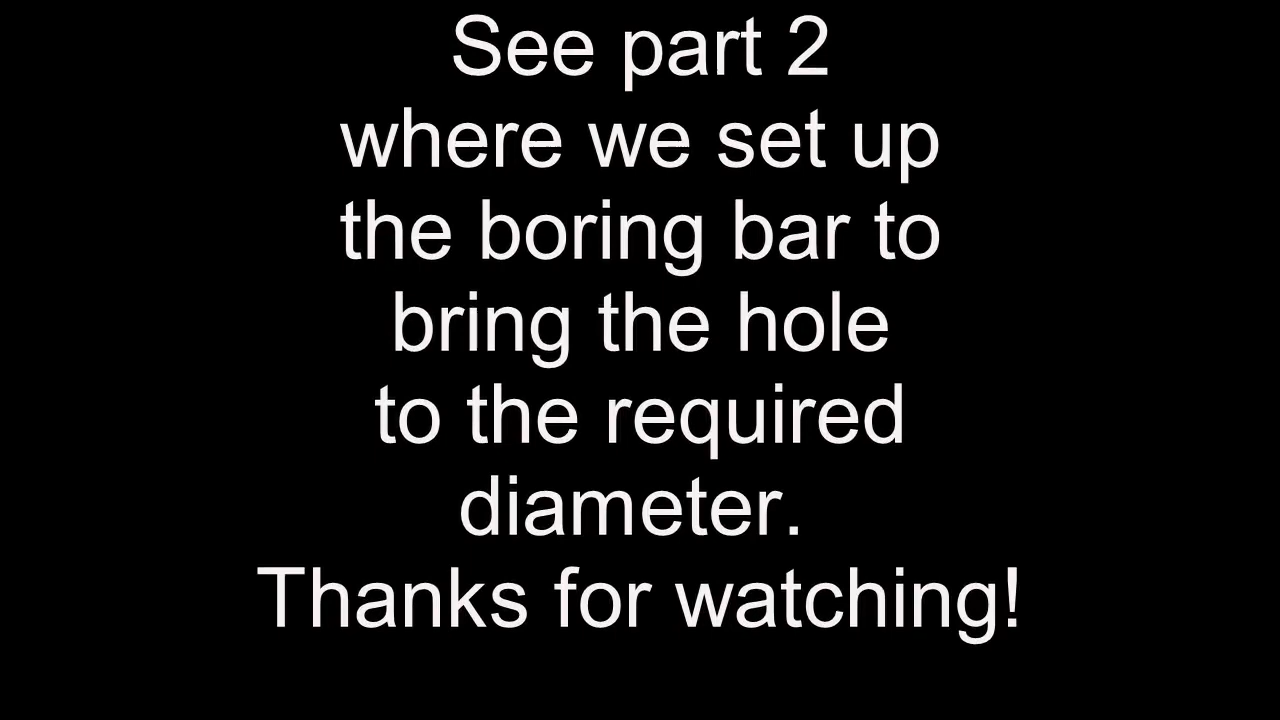 See part 2
where we set up
the boring bar to
bring the hole
to the required
diameter.
Thanks for watching!